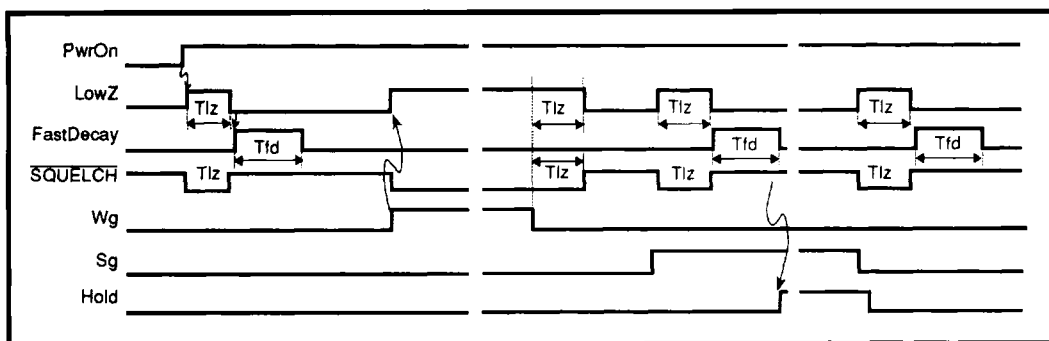 PwrOn
LowZ
Tlz Tlz Tlz Tlz
FastDecay
Tfd Tfd Tfd
SQUELCH
Tlz Tlz Tlz Tlz
Wg
Sg
Hold